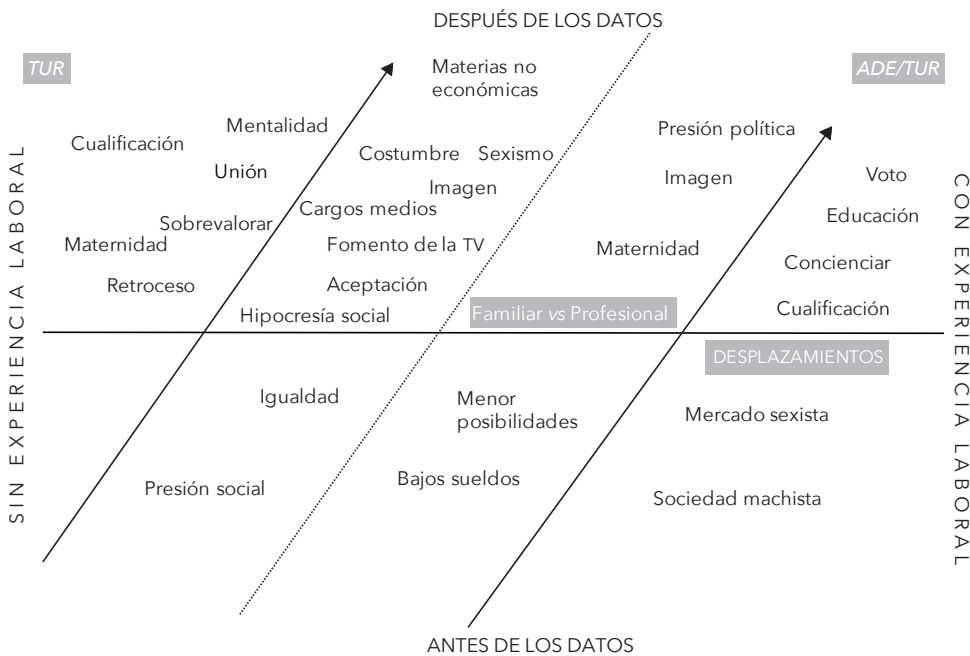 DESPUÉS DE LOS DATOS
TUR
Materias no
económicas
ADE/TUR
Mentalidad
Cualificación
Presión política
Costumbre
Sexismo
Unión
Imagen
Imagen
Voto
Cargos medios
Sobrevalorar
Educación
Maternidad
Fomento de la TV
Maternidad
Concienciar
Retroceso
Aceptación
Hipocresía social
Familiar vs Profesional
Cualificación
SIN EXPERIENCIA LABORAL
CON EXPERIENCIA LABORAL
DESPLAZAMIENTOS
Igualdad
Menor
posibilidades
Mercado sexista
Bajos sueldos
Presión social
Sociedad machista
ANTES DE LOS DATOS